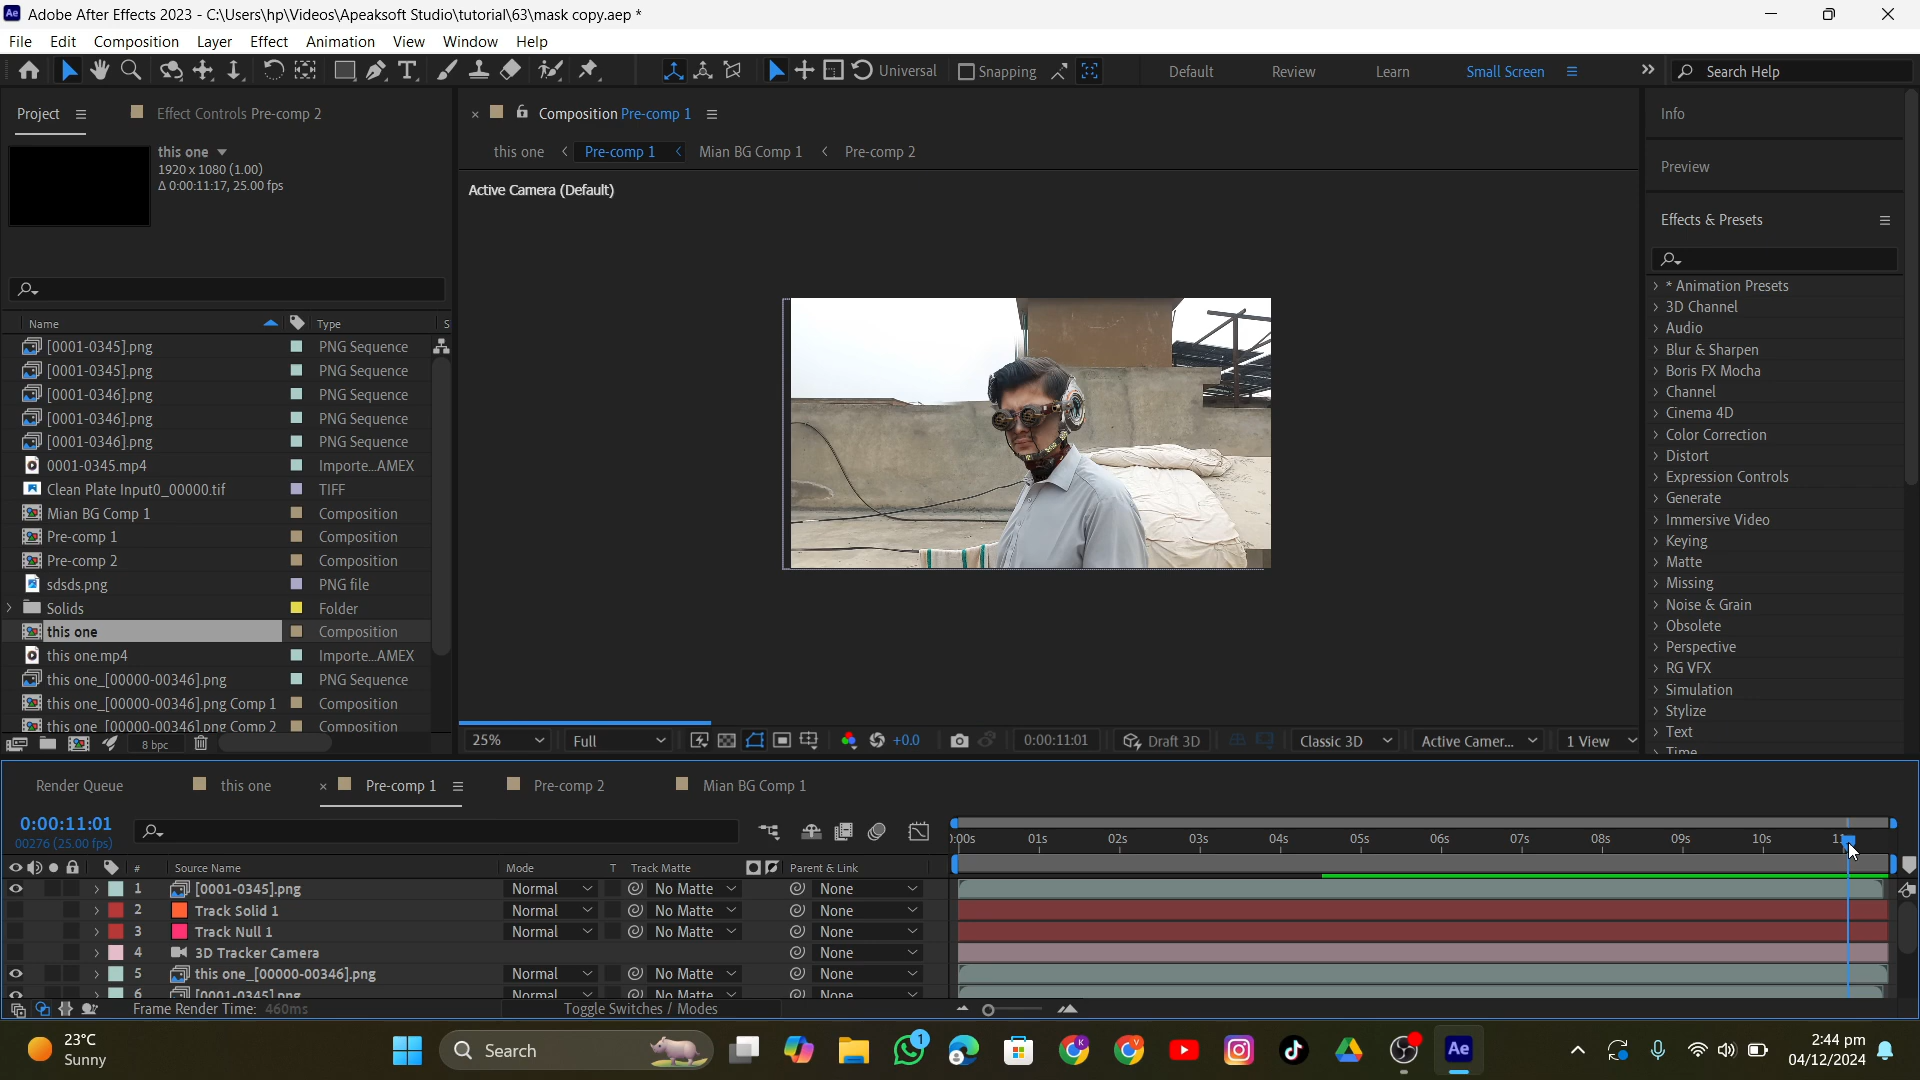 Adobe After Effects 2023 - C:\Users\hp\Videos\Apeaksoft Studio\tutorial\63\mask copy.aep *
File Edit Composition Layer Effect Animation View Window Help
Universal Snapping Default Review Learn Small Screen Search Help
Project Effect Controls Pre-comp 2
this one
1920 x 1080 (1.00)
Δ 0:00:11:17, 25.00 fps
Name Type S
[0001-0345].png PNG Sequence
[0001-0345].png PNG Sequence
[0001-0346].png PNG Sequence
[0001-0346].png PNG Sequence
[0001-0346].png PNG Sequence
0001-0345.mp4 Importe...AMEX
Clean Plate Input0_00000.tif TIFF
Mian BG Comp 1 Composition
Pre-comp 1 Composition
Pre-comp 2 Composition
sdsds.png PNG file
Solids Folder
this one Composition
this one.mp4 Importe...AMEX
this one_[00000-00346].png PNG Sequence
this one_[00000-00346].png Comp 1 Composition
this one_[00000-00346].png Comp 2 Composition
8 bpc
Composition Pre-comp 1
this one < Pre-comp 1 < Mian BG Comp 1 < Pre-comp 2
Active Camera (Default)
25% Full +0.0 0:00:11:01 Draft 3D Classic 3D Active Camer... 1 View
Info
Preview
Effects & Presets
* Animation Presets
3D Channel
Audio
Blur & Sharpen
Boris FX Mocha
Channel
Cinema 4D
Color Correction
Distort
Expression Controls
Generate
Immersive Video
Keying
Matte
Missing
Noise & Grain
Obsolete
Perspective
RG VFX
Simulation
Stylize
Text
Time
Render Queue this one × Pre-comp 1 Pre-comp 2 Mian BG Comp 1
0:00:11:01
00276 (25.00 fps)
):00s 01s 02s 03s 04s 05s 06s 07s 08s 09s 10s 11
# Source Name Mode T Track Matte Parent & Link
1 [0001-0345].png Normal No Matte None
2 Track Solid 1 Normal No Matte None
3 Track Null 1 Normal No Matte None
4 3D Tracker Camera None
5 this one_[00000-00346].png Normal No Matte None
6 [0001-0345].png Normal No Matte None
Frame Render Time: 460ms Toggle Switches / Modes
23°C
Sunny
Search
1
K
V
Ae
2:44 pm
04/12/2024